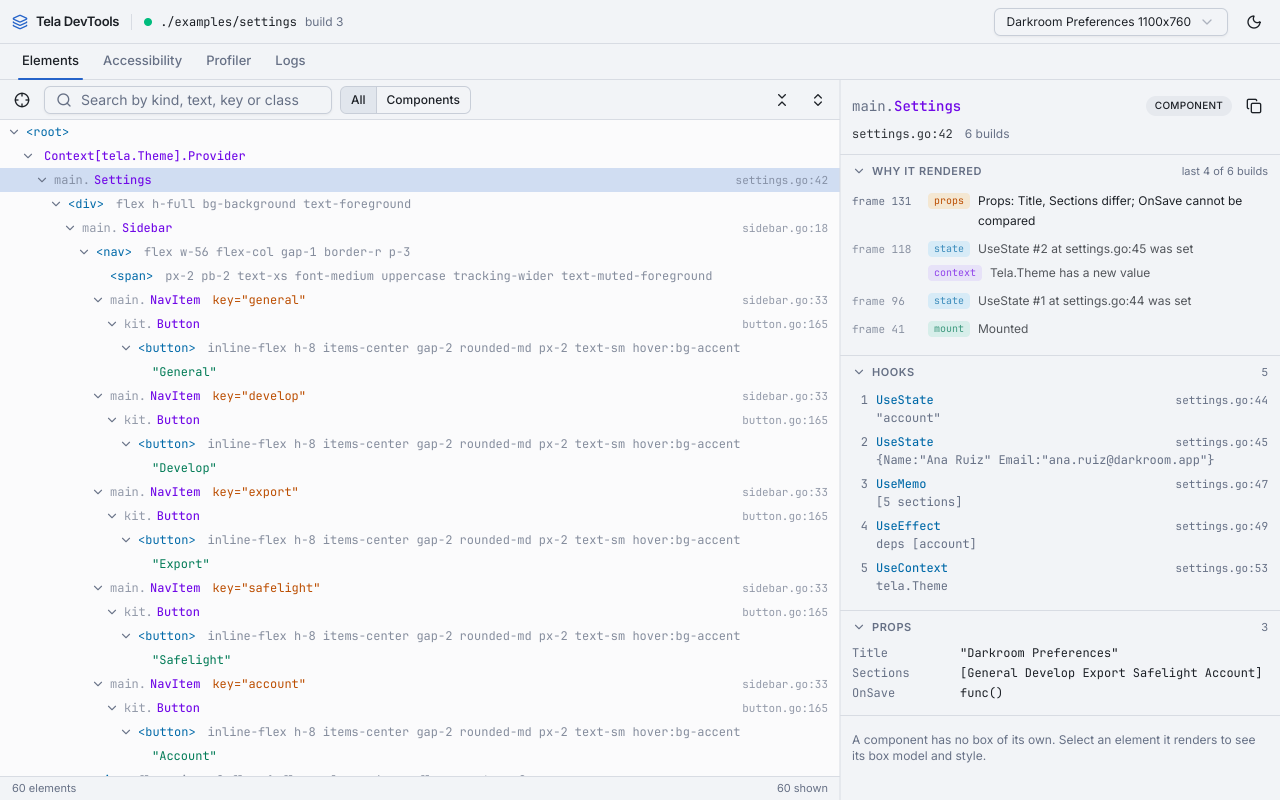 Tela DevTools ./examples/settings build 3 Darkroom Preferences 1100x760
Elements Accessibility Profiler Logs
Search by kind, text, key or class All Components
<root>
Context[tela.Theme].Provider
main.Settings settings.go:42
<div> flex h-full bg-background text-foreground
main.Sidebar sidebar.go:18
<nav> flex w-56 flex-col gap-1 border-r p-3
<span> px-2 pb-2 text-xs font-medium uppercase tracking-wider text-muted-foreground
main.NavItem key="general" sidebar.go:33
kit.Button button.go:165
<button> inline-flex h-8 items-center gap-2 rounded-md px-2 text-sm hover:bg-accent
"General"
main.NavItem key="develop" sidebar.go:33
kit.Button button.go:165
<button> inline-flex h-8 items-center gap-2 rounded-md px-2 text-sm hover:bg-accent
"Develop"
main.NavItem key="export" sidebar.go:33
kit.Button button.go:165
<button> inline-flex h-8 items-center gap-2 rounded-md px-2 text-sm hover:bg-accent
"Export"
main.NavItem key="safelight" sidebar.go:33
kit.Button button.go:165
<button> inline-flex h-8 items-center gap-2 rounded-md px-2 text-sm hover:bg-accent
"Safelight"
main.NavItem key="account" sidebar.go:33
kit.Button button.go:165
<button> inline-flex h-8 items-center gap-2 rounded-md px-2 text-sm hover:bg-accent
"Account"
60 elements 60 shown
main.Settings COMPONENT
settings.go:42 6 builds
WHY IT RENDERED last 4 of 6 builds
frame 131 props Props: Title, Sections differ; OnSave cannot be
compared
frame 118 state UseState #2 at settings.go:45 was set
context Tela.Theme has a new value
frame 96 state UseState #1 at settings.go:44 was set
frame 41 mount Mounted
HOOKS 5
1 UseState settings.go:44
"account"
2 UseState settings.go:45
{Name:"Ana Ruiz" Email:"ana.ruiz@darkroom.app"}
3 UseMemo settings.go:47
[5 sections]
4 UseEffect settings.go:49
deps [account]
5 UseContext settings.go:53
tela.Theme
PROPS 3
Title "Darkroom Preferences"
Sections [General Develop Export Safelight Account]
OnSave func()
A component has no box of its own. Select an element it renders to see
its box model and style.